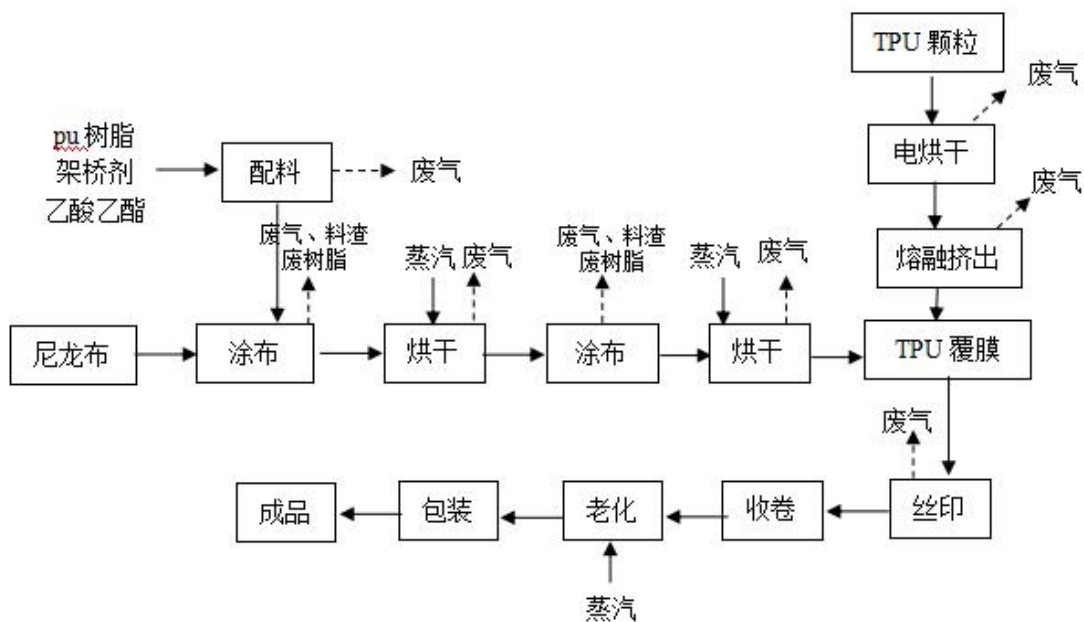 TPU 颗粒
废气
pu 树脂
架桥剂
乙酸乙酯
配料
废气
电烘干
废气
废气、料渣
废树脂
蒸汽
废气
废气、料渣
废树脂
蒸汽
废气
熔融挤出
尼龙布
涂布
烘干
涂布
烘干
TPU 覆膜
废气
成品
包装
老化
收卷
丝印
蒸汽